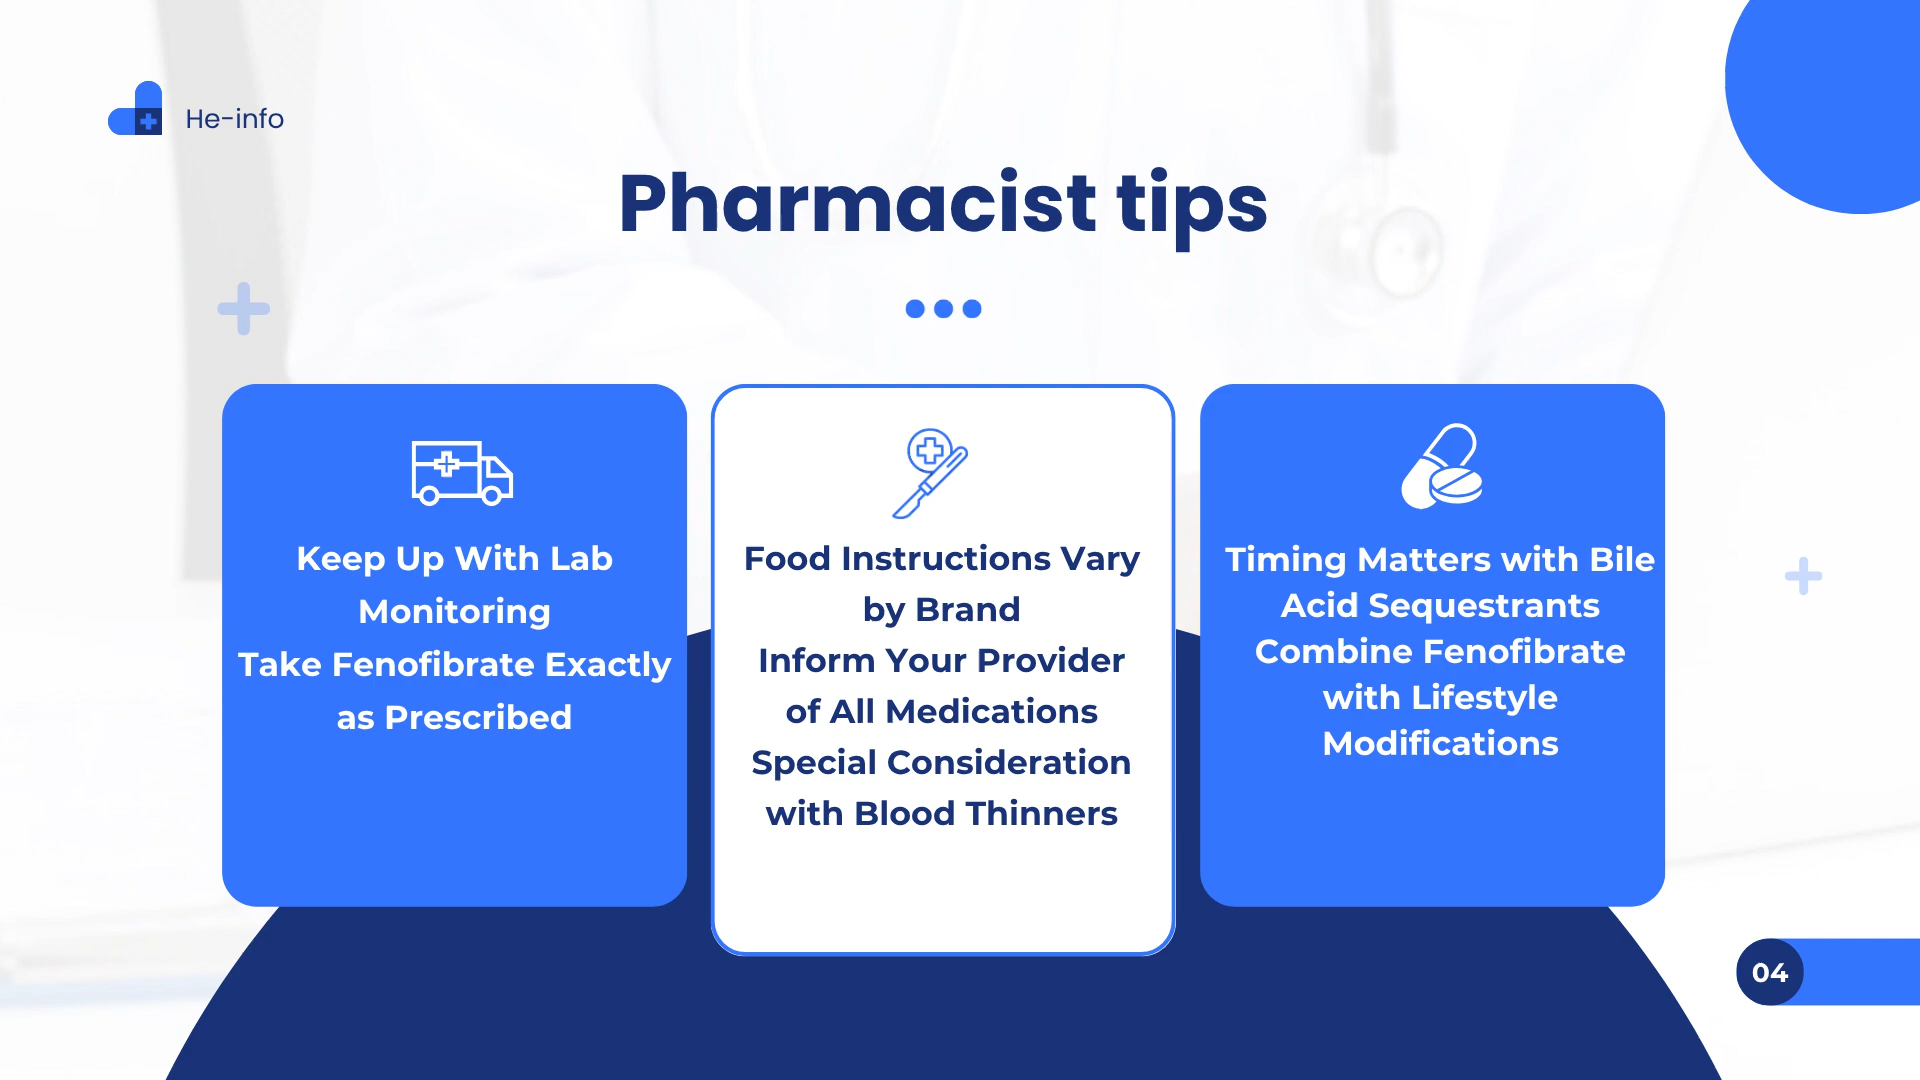 He-info
Pharmacist tips
Keep Up With Lab
Monitoring
Take Fenofibrate Exactly
as Prescribed
Food Instructions Vary
by Brand
Inform Your Provider
of All Medications
Special Consideration
with Blood Thinners
Timing Matters with Bile
Acid Sequestrants
Combine Fenofibrate
with Lifestyle
Modifications
04